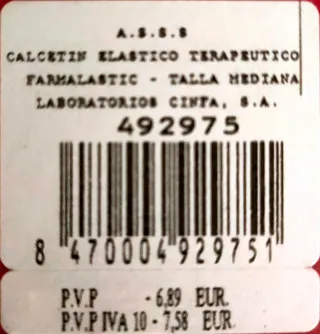 A.S.S.S
CALCETIN ELASTICO TERAPEUTICO
FARMALASTIC - TALLA MEDIANA
LABORATORIOS CINFA, S.A.
492975
8 470004 929751
P.V.P - 6,89 EUR.
P.V.P IVA 10 - 7,58 EUR.